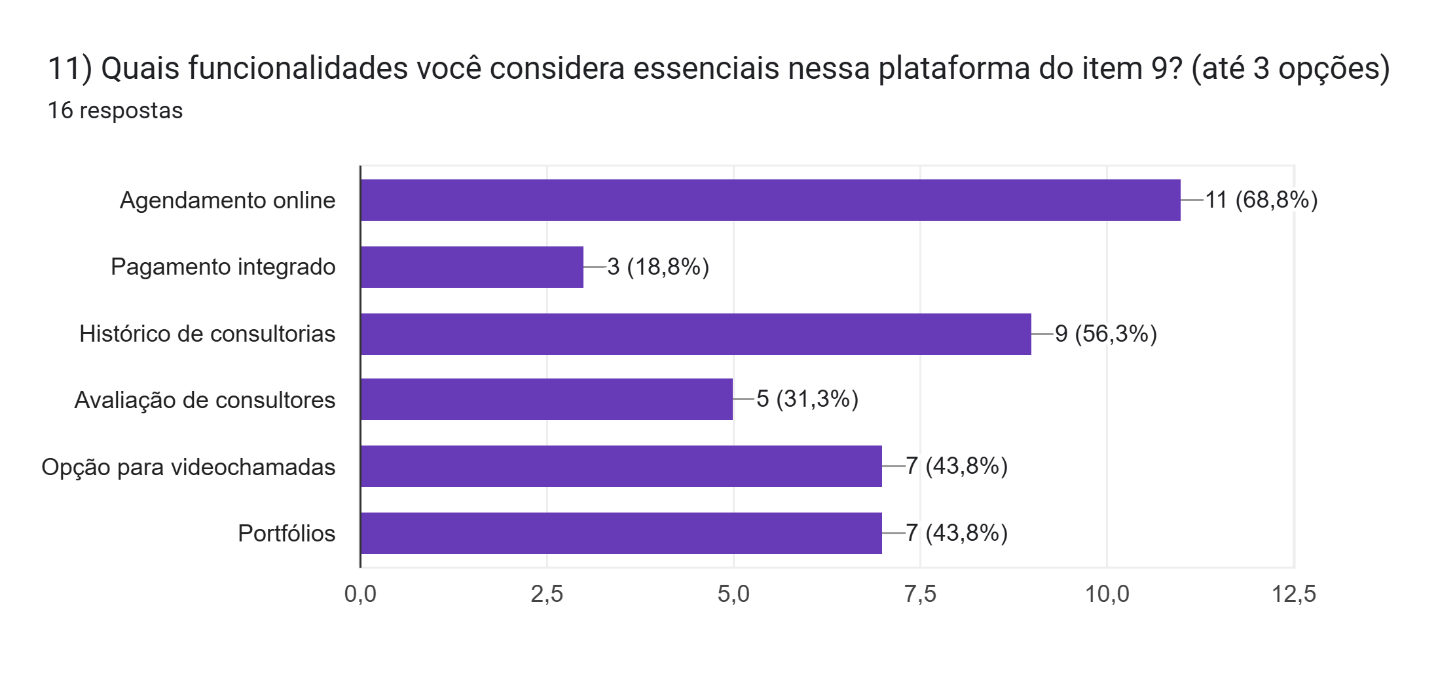 11) Quais funcionalidades você considera essenciais nessa plataforma do item 9? (até 3 opções)
16 respostas
Agendamento online
11 (68,8%)
Pagamento integrado
3 (18,8%)
Histórico de consultorias
9 (56,3%)
Avaliação de consultores
5 (31,3%)
Opção para videochamadas
7 (43,8%)
Portfólios
7 (43,8%)
0,0 2,5 5,0 7,5 10,0 12,5